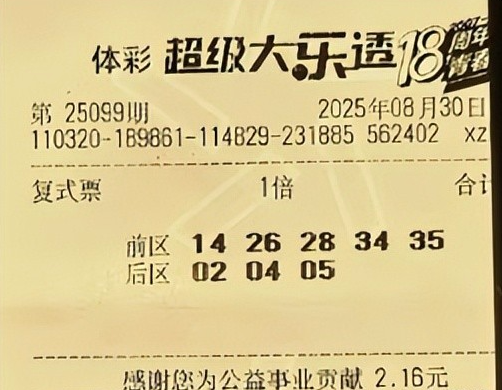 体彩 超级大乐透 18周年
第 25099期 2025年08月30日
110320-189861-114829-231885 562402 xz
复式票 1倍 合计
前区 14 26 28 34 35
后区 02 04 05
感谢您为公益事业贡献 2.16元